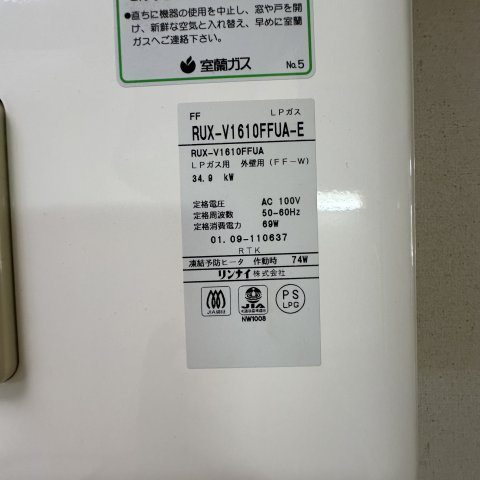 ●直ちに機器の使用を中止し、窓や戸を開
け、新鮮な空気と入れ替え、早めに室蘭
ガスへご連絡下さい。
室蘭ガス
No.5
FF LPガス
RUX-V1610FFUA-E
RUX-V1610FFUA
LPガス用 外壁用(FF-W)
34.9 kW
定格電圧 AC 100V
定格周波数 50-60Hz
定格消費電力 69W
01.09-110637
RTK
凍結予防ヒータ 作動時 74W
リンナイ株式会社
JIA
NW1008
PS
LPG